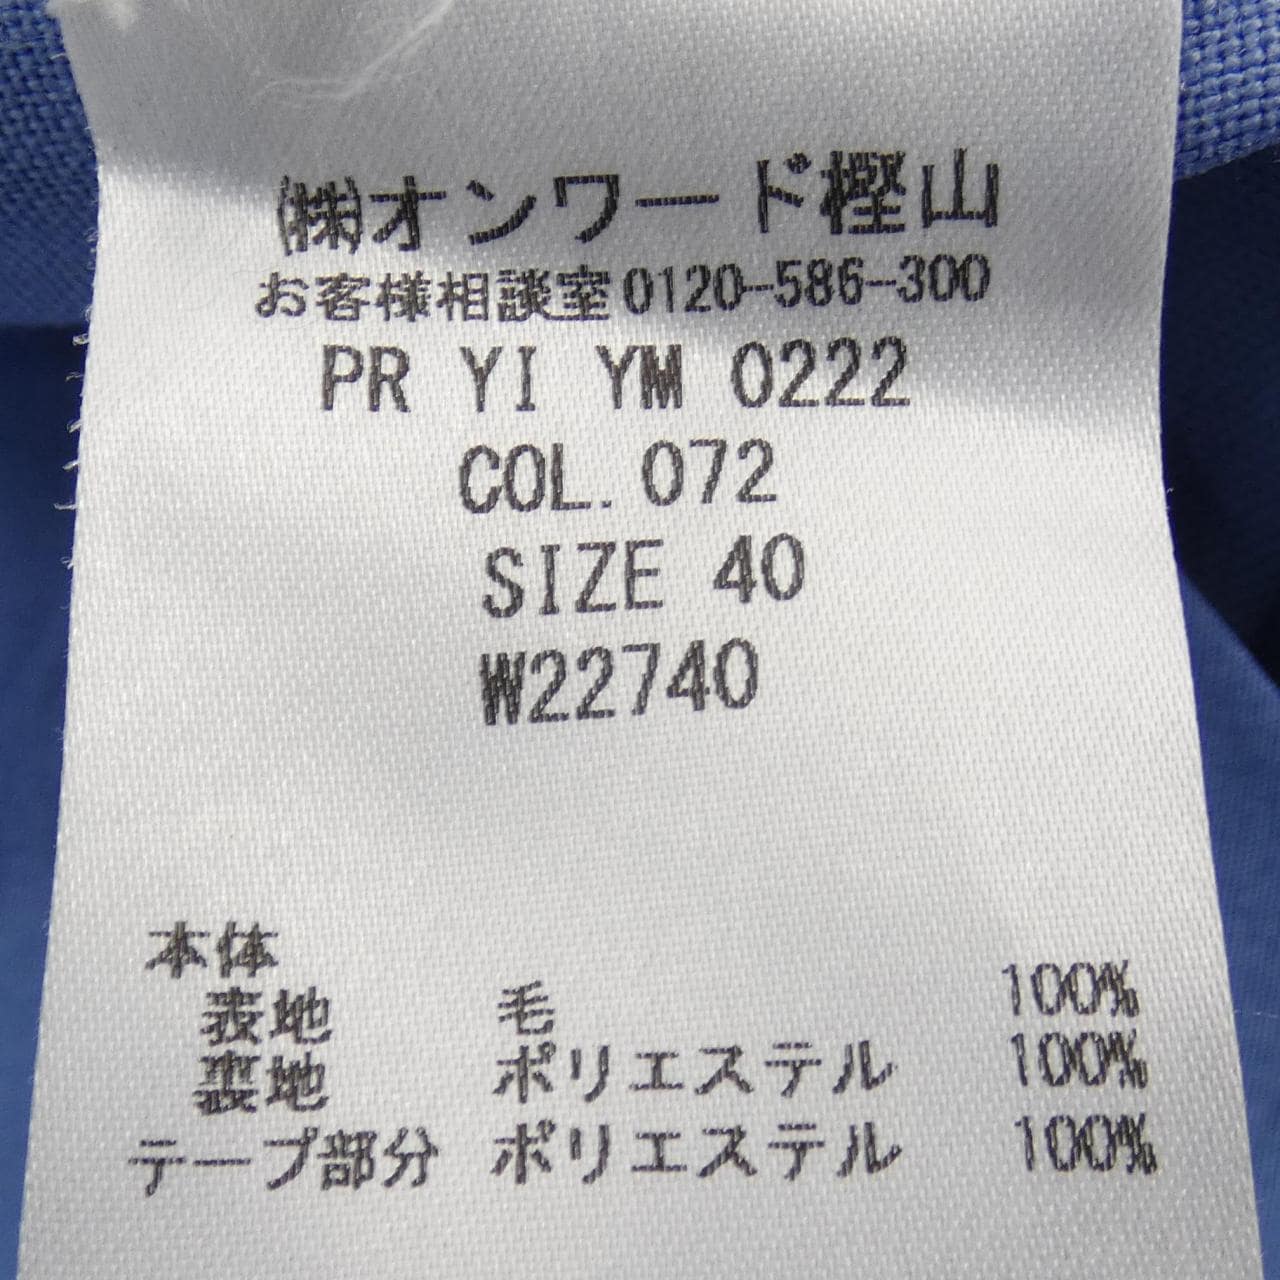 ㈱オンワード樫山
お客様相談室0120-586-300
PR YI YM 0222
COL. 072
SIZE 40
W22740
本体
表地 毛 100%
裏地 ポリエステル 100%
テープ部分 ポリエステル 100%